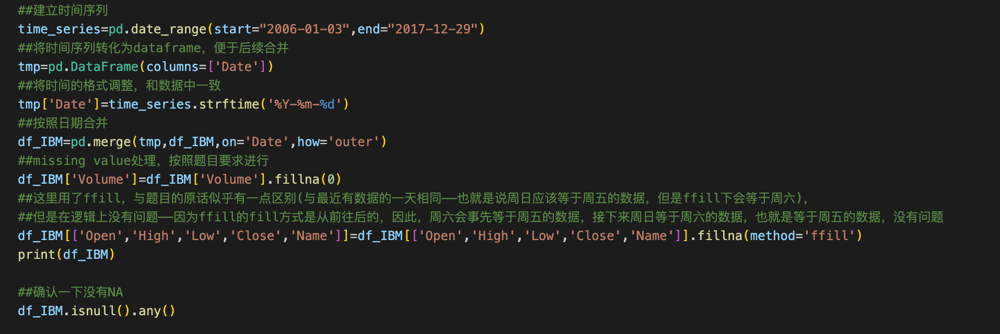 ##建立时间序列
time_series=pd.date_range(start="2006-01-03",end="2017-12-29")
##将时间序列转化为dataframe，便于后续合并
tmp=pd.DataFrame(columns=['Date'])
##将时间的格式调整，和数据中一致
tmp['Date']=time_series.strftime('%Y-%m-%d')
##按照日期合并
df_IBM=pd.merge(tmp,df_IBM,on='Date',how='outer')
##missing value处理，按照题目要求进行
df_IBM['Volume']=df_IBM['Volume'].fillna(0)
##这里用了ffill，与题目的原话似乎有一点区别(与最近有数据的一天相同——也就是说周日应该等于周五的数据，但是ffill下会等于周六)，
##但是在逻辑上没有问题——因为ffill的fill方式是从前往后的，因此，周六会事先等于周五的数据，接下来周日等于周六的数据，也就是等于周五的数据，没有问题
df_IBM[['Open','High','Low','Close','Name']]=df_IBM[['Open','High','Low','Close','Name']].fillna(method='ffill')
print(df_IBM)
##确认一下没有NA
df_IBM.isnull().any()